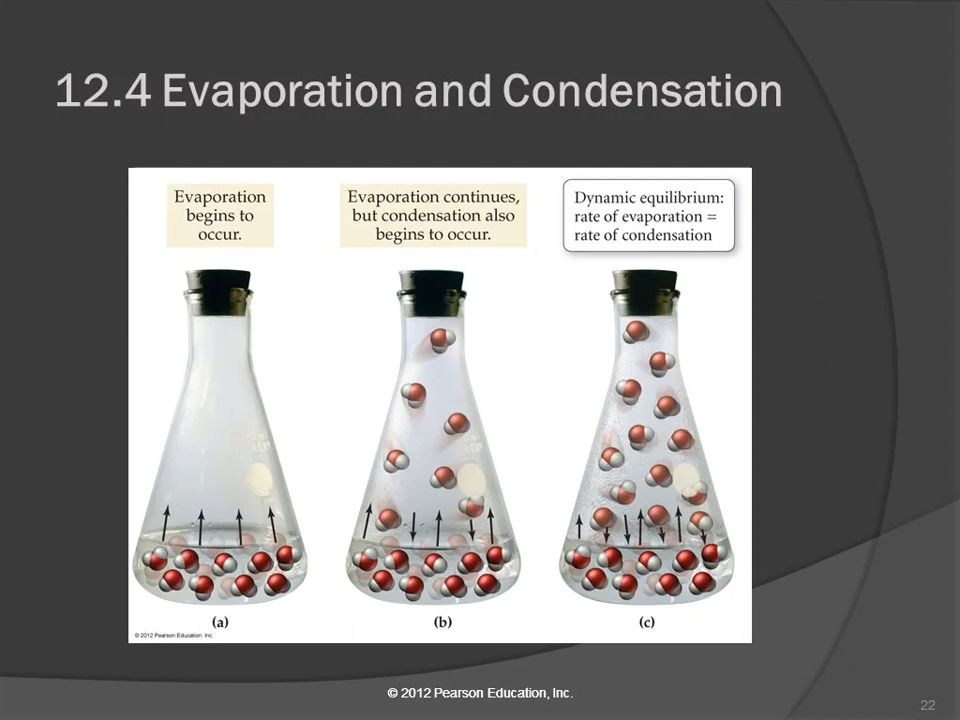 12.4 Evaporation and Condensation
Evaporation
begins to
occur.
Evaporation continues,
but condensation also
begins to occur.
Dynamic equilibrium:
rate of evaporation =
rate of condensation
(a)
(b)
(c)
© 2012 Pearson Education, Inc.
© 2012 Pearson Education, Inc.
22